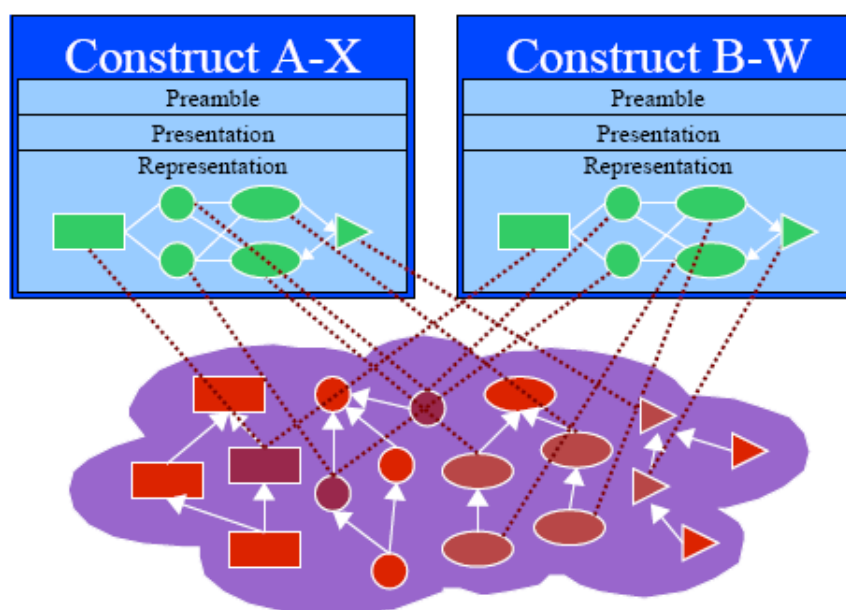 Construct A-X
Preamble
Presentation
Representation
Construct B-W
Preamble
Presentation
Representation